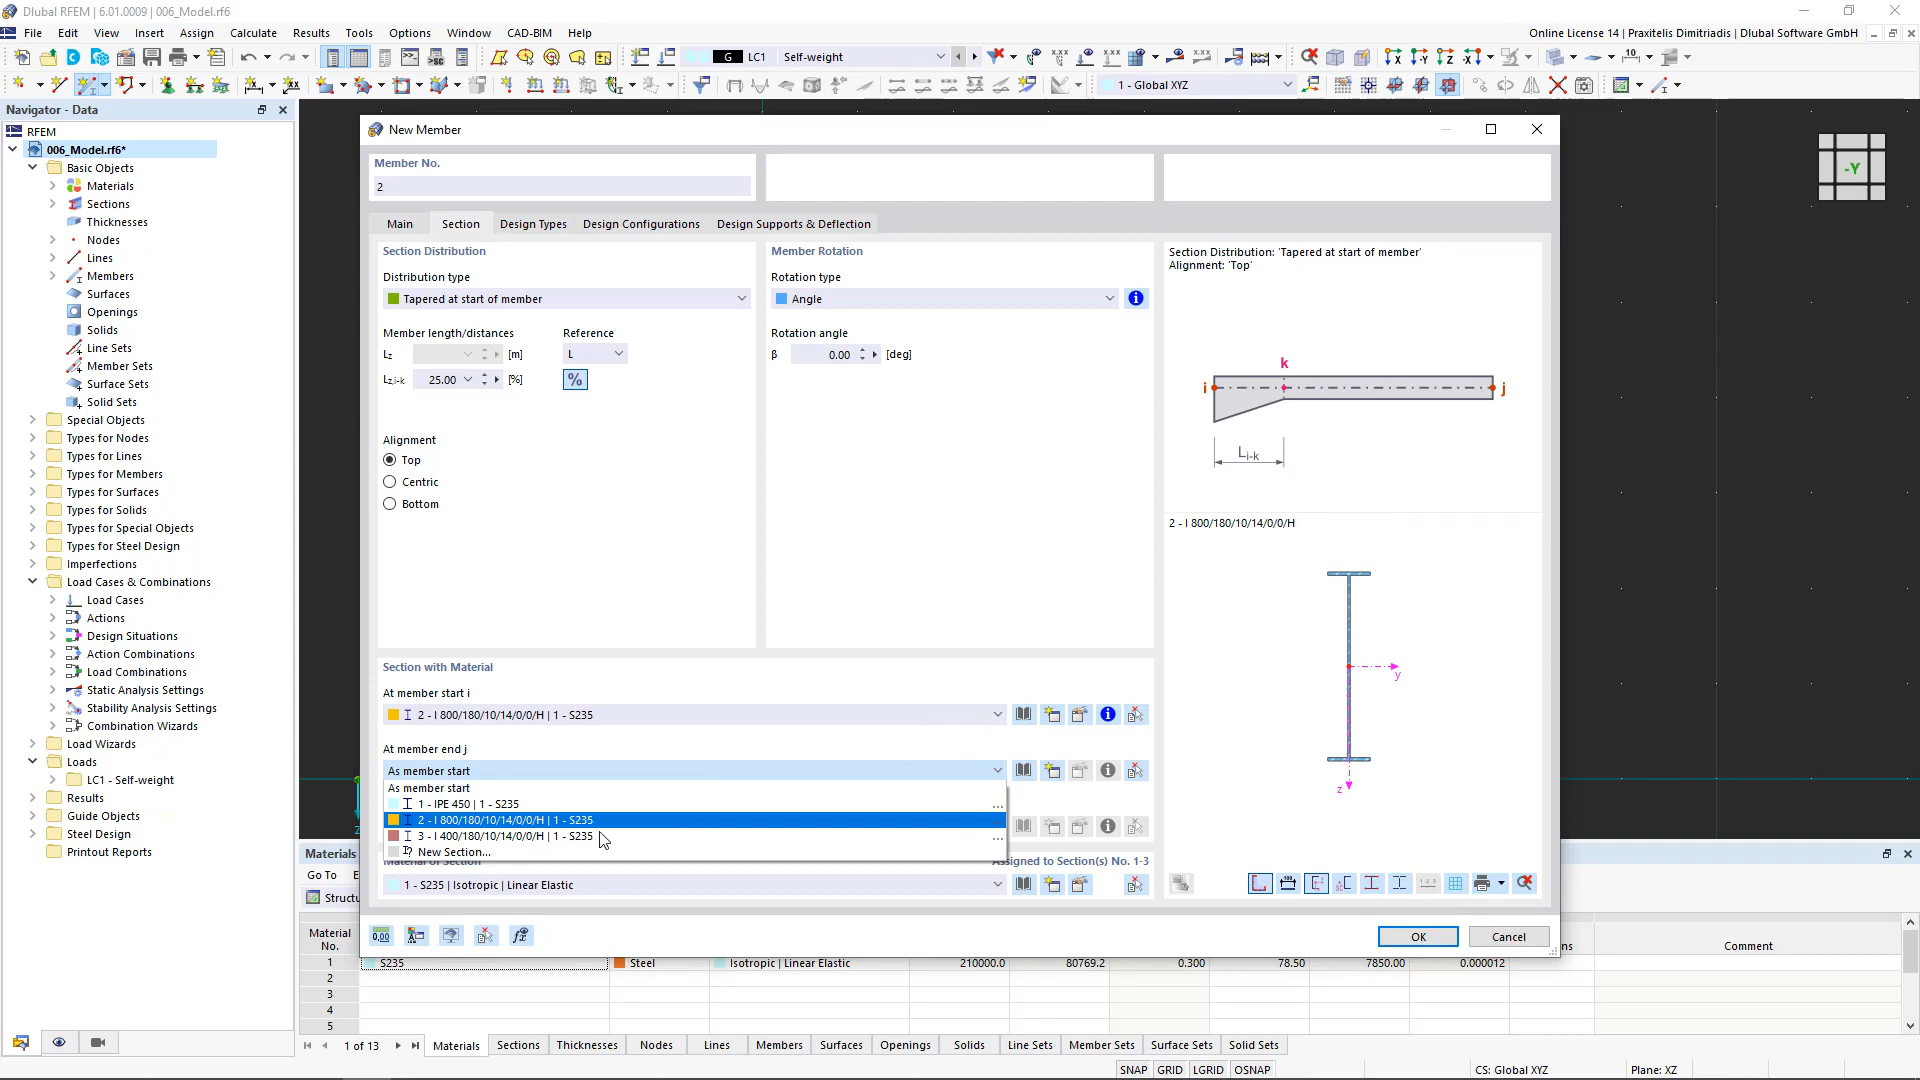 Dlubal RFEM | 6.01.0009 | 006_Model.rf6
File Edit View Insert Assign Calculate Results Tools Options Window CAD-BIM Help
Online License 14 | Praxitelis Dimitriadis | Dlubal Software GmbH
G LC1 Self-weight
1 - Global XYZ
Navigator - Data
RFEM
006_Model.rf6*
Basic Objects
Materials
Sections
Thicknesses
Nodes
Lines
Members
Surfaces
Openings
Solids
Line Sets
Member Sets
Surface Sets
Solid Sets
Special Objects
Types for Nodes
Types for Lines
Types for Members
Types for Surfaces
Types for Solids
Types for Special Objects
Types for Steel Design
Imperfections
Load Cases & Combinations
Load Cases
Actions
Design Situations
Action Combinations
Load Combinations
Static Analysis Settings
Stability Analysis Settings
Combination Wizards
Load Wizards
Loads
LC1 - Self-weight
Results
Guide Objects
Steel Design
Printout Reports
New Member
Member No.
2
Main Section Design Types Design Configurations Design Supports & Deflection
Section Distribution
Distribution type
Tapered at start of member
Member length/distances Reference
Lz [m] L
Lz,i-k 25.00 [%] %
Alignment
Top
Centric
Bottom
Member Rotation
Rotation type
Angle
Rotation angle
β 0.00 [deg]
Section Distribution: 'Tapered at start of member'
Alignment: 'Top'
k
i j
Li-k
2 - I 800/180/10/14/0/0/H
y
z
-Y
Section with Material
At member start i
2 - I 800/180/10/14/0/0/H | 1 - S235
At member end j
As member start
As member start
1 - IPE 450 | 1 - S235
2 - I 800/180/10/14/0/0/H | 1 - S235
3 - I 400/180/10/14/0/0/H | 1 - S235
New Section...
Material of Section Assigned to Section(s) No. 1-3
1 - S235 | Isotropic | Linear Elastic
OK Cancel
Materials
Go To E
Structu
Material
No.
ns
Comment
1 S235 Steel Isotropic | Linear Elastic 210000.0 80769.2 0.300 78.50 7850.00 0.000012
2
3
4
5
1 of 13 Materials Sections Thicknesses Nodes Lines Members Surfaces Openings Solids Line Sets Member Sets Surface Sets Solid Sets
SNAP GRID LGRID OSNAP CS: Global XYZ Plane: XZ